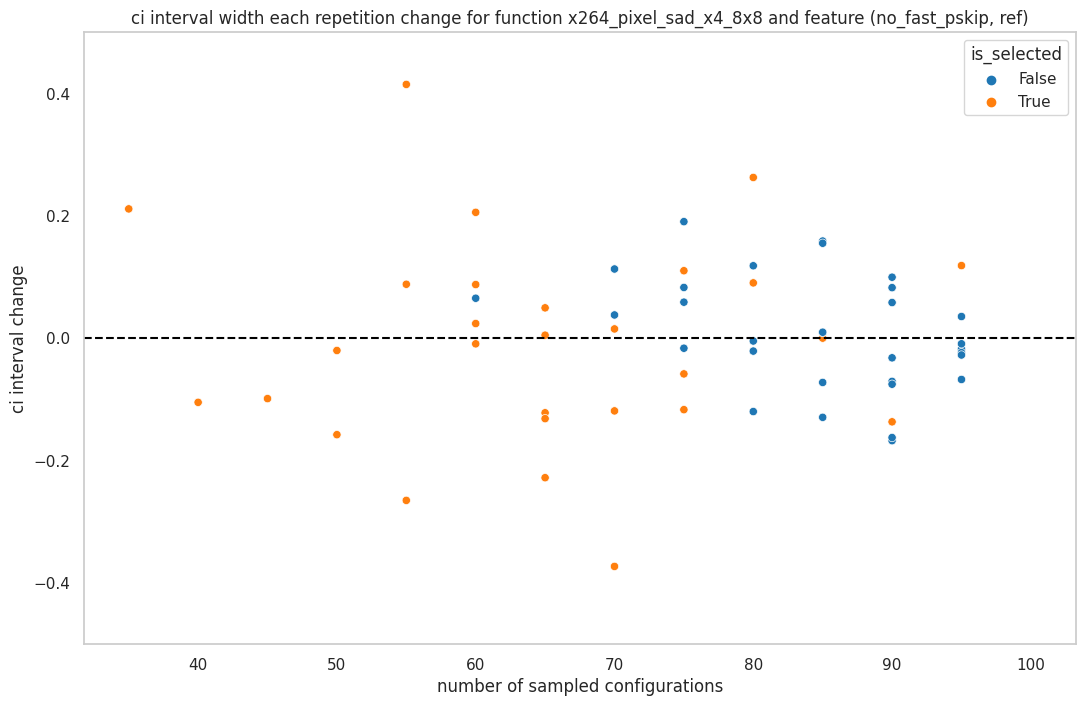 ci interval width each repetition change for function x264_pixel_sad_x4_8x8 and feature (no_fast_pskip, ref)
is_selected
False
True
0.4
0.2
0.0
−0.2
−0.4
ci interval change
40 50 60 70 80 90 100
number of sampled configurations